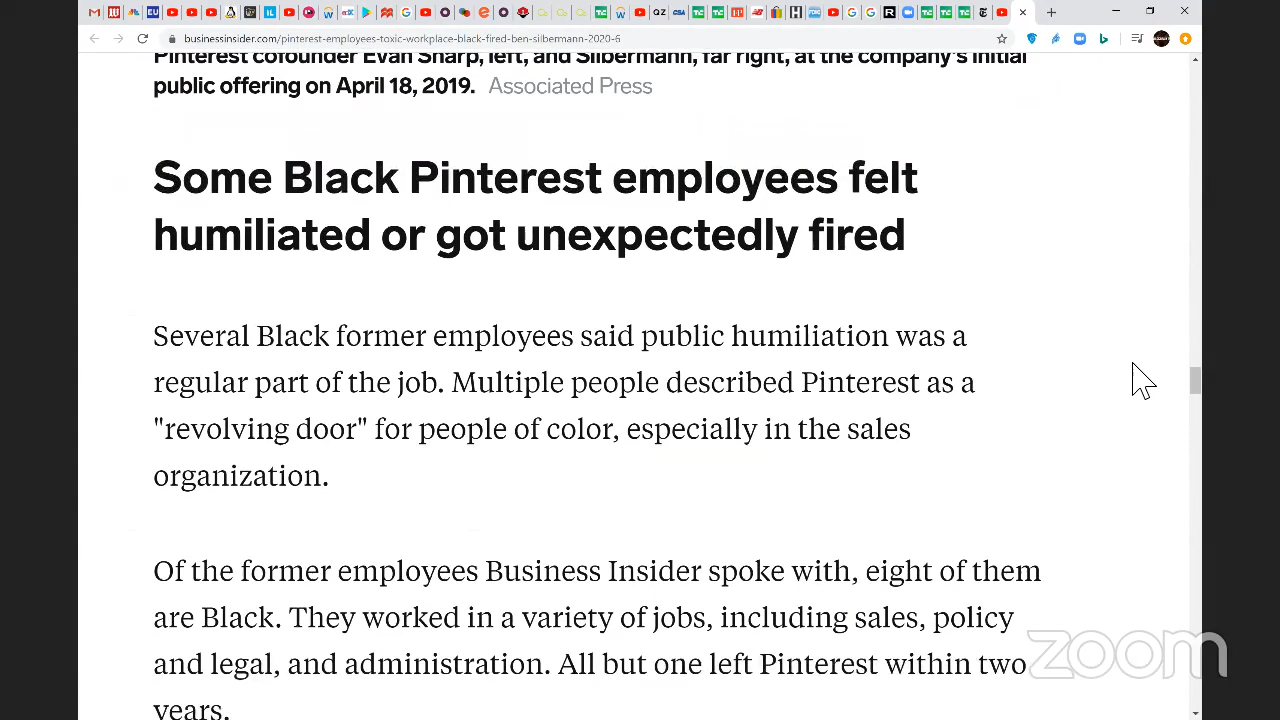 businessinsider.com/pinterest-employees-toxic-workplace-black-fired-ben-silbermann-2020-6
Pinterest cofounder Evan Sharp, left, and Silbermann, far right, at the company's initial
public offering on April 18, 2019. Associated Press
Some Black Pinterest employees felt
humiliated or got unexpectedly fired
Several Black former employees said public humiliation was a
regular part of the job. Multiple people described Pinterest as a
"revolving door" for people of color, especially in the sales
organization.
Of the former employees Business Insider spoke with, eight of them
are Black. They worked in a variety of jobs, including sales, policy
and legal, and administration. All but one left Pinterest within two
years.
zoom